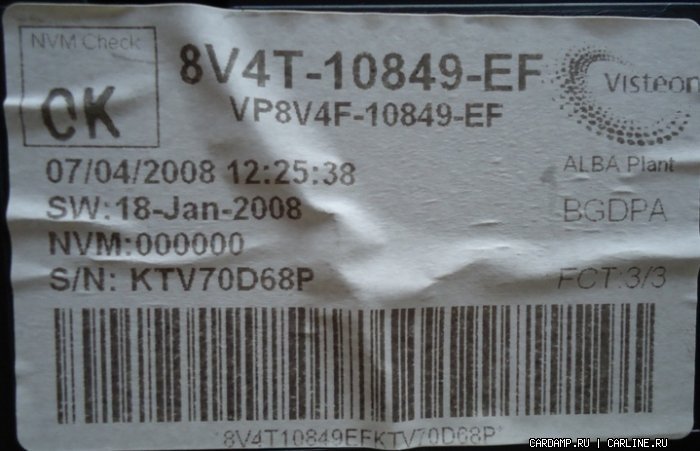 NVM Check
OK
8V4T-10849-EF
VP8V4F-10849-EF
Visteon
07/04/2008 12:25:38
ALBA Plant
SW:18-Jan-2008
BGDPA
NVM:000000
S/N: KTV70D68P
FCT:3/3
*8V4T10849EFKTV70D68P*
CARDAMP.RU | CARLINE.RU